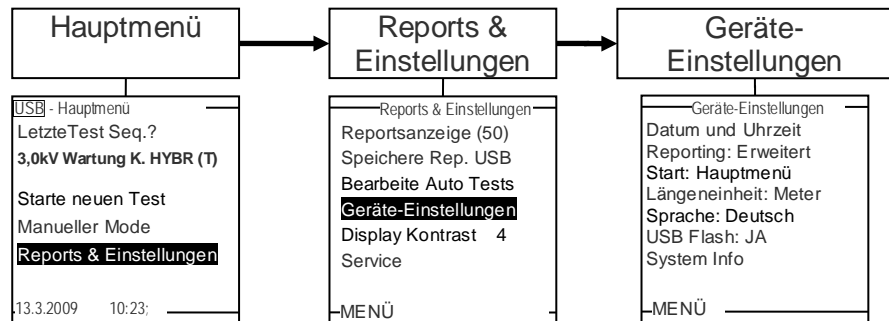 Hauptmenü
Reports &
Einstellungen
Geräte-
Einstellungen
USB - Hauptmenü
LetzteTest Seq.?
3,0kV Wartung K. HYBR (T)
Starte neuen Test
Manueller Mode
Reports & Einstellungen
13.3.2009 10:23;
Reports & Einstellungen
Reportsanzeige (50)
Speichere Rep. USB
Bearbeite Auto Tests
Geräte-Einstellungen
Display Kontrast 4
Service
MENÜ
Geräte-Einstellungen
Datum und Uhrzeit
Reporting: Erweitert
Start: Hauptmenü
Längeneinheit: Meter
Sprache: Deutsch
USB Flash: JA
System Info
MENÜ